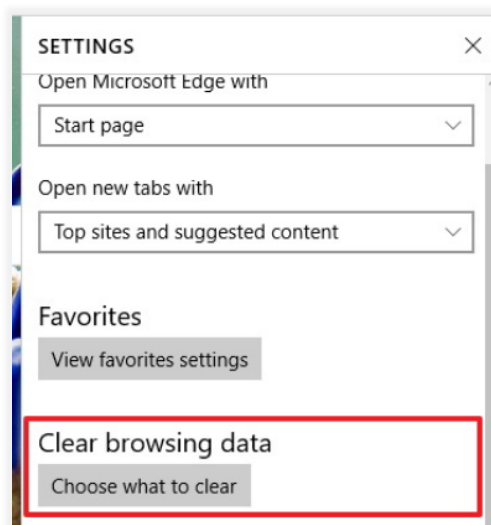 SETTINGS
Open Microsoft Edge with
Start page
Open new tabs with
Top sites and suggested content
Favorites
View favorites settings
Clear browsing data
Choose what to clear